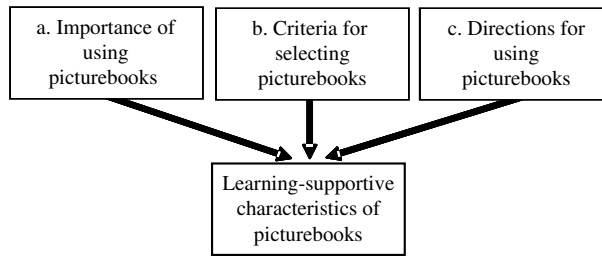 a. Importance of
using
picturebooks
b. Criteria for
selecting
picturebooks
c. Directions for
using
picturebooks
Learning-supportive
characteristics of
picturebooks